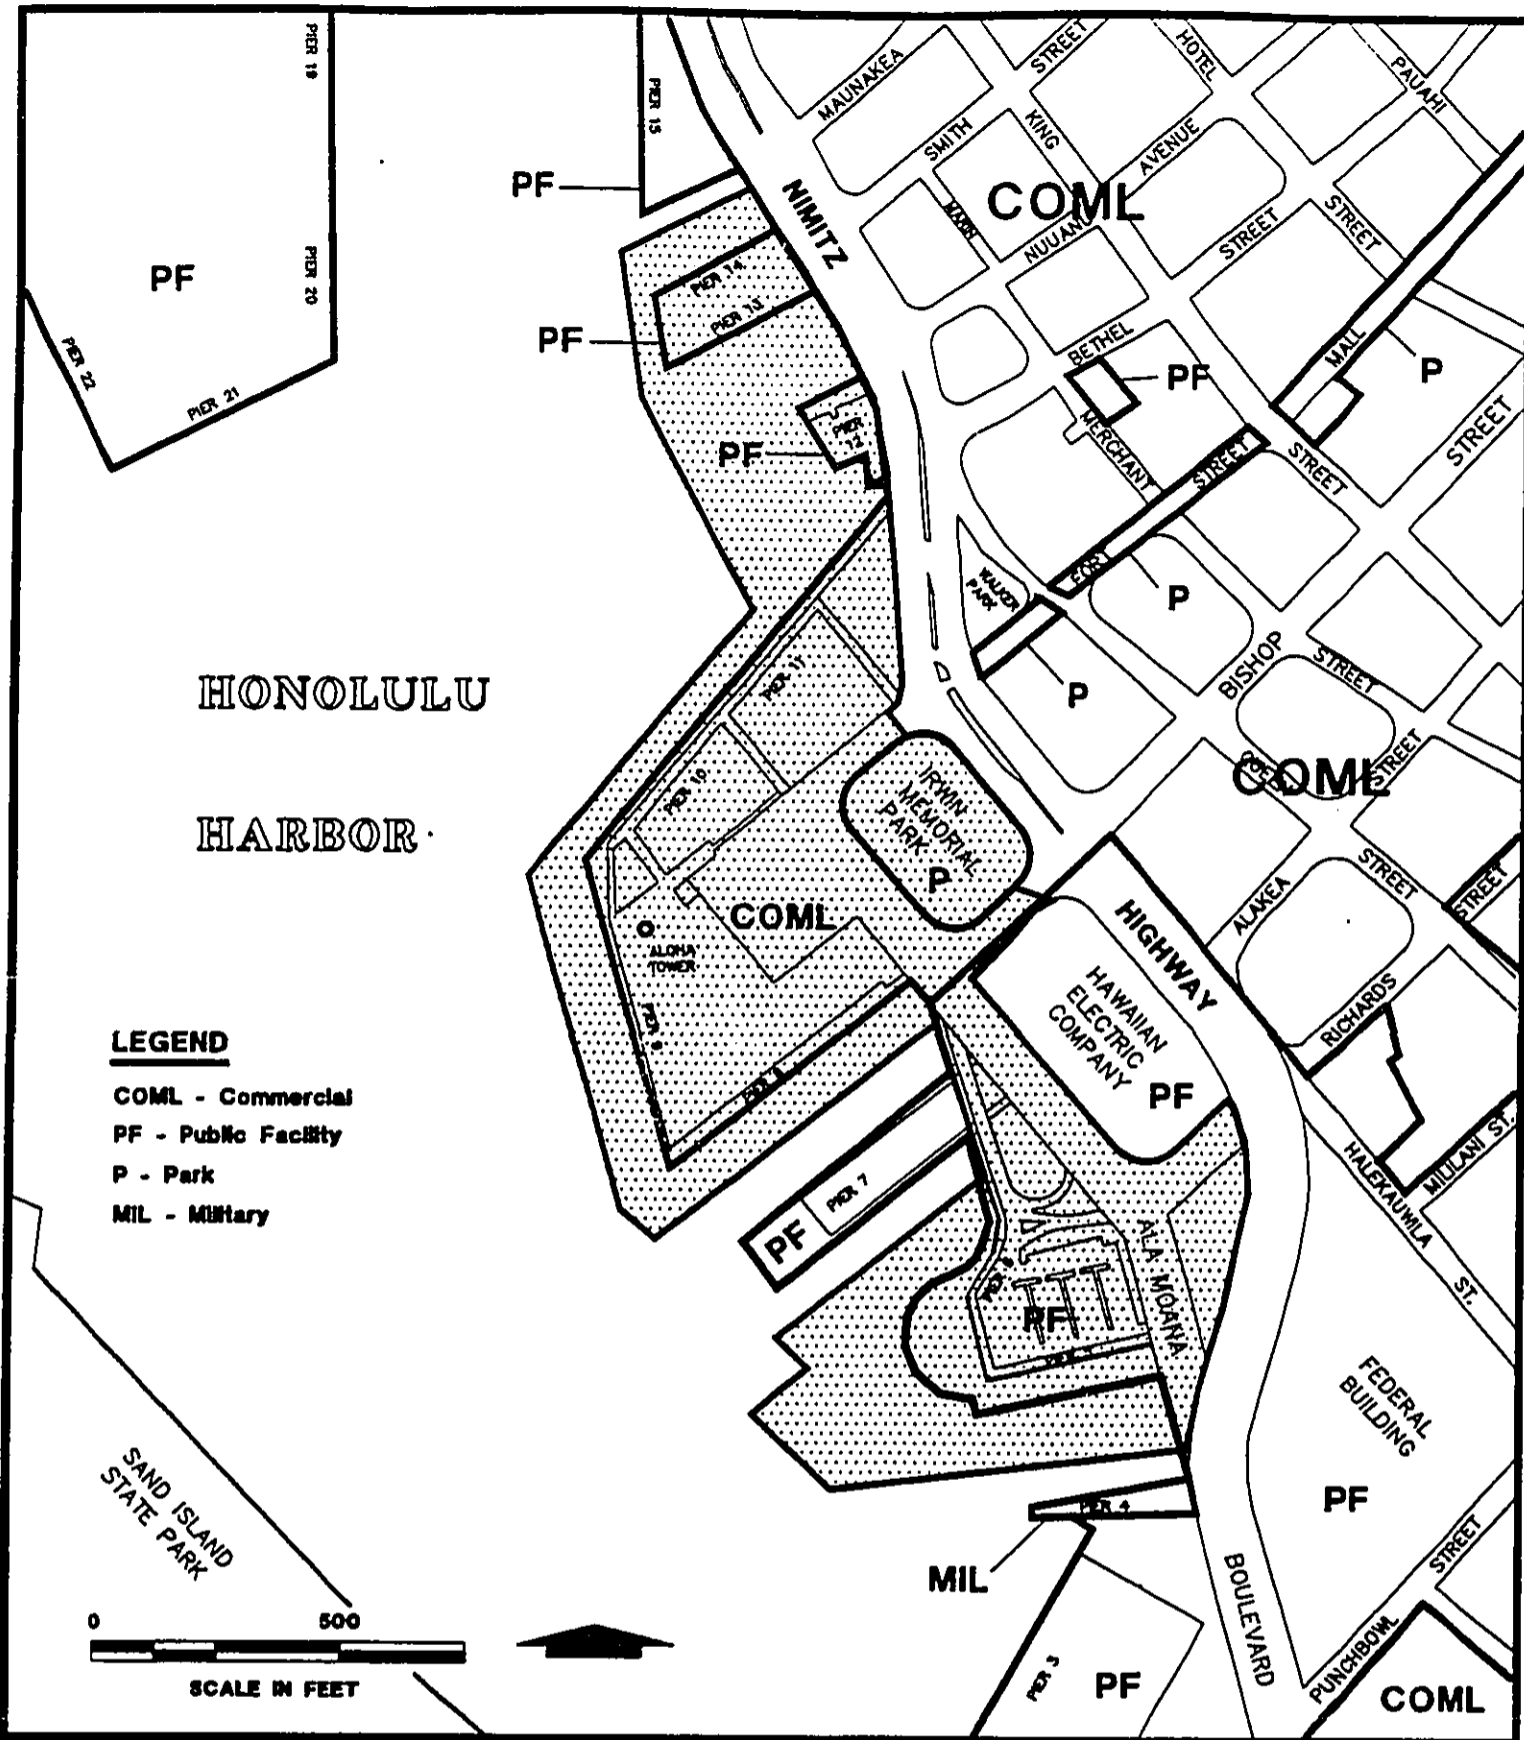 PIER 19
PIER 15
MAUNAKEA
STREET
HOTEL
PAUAHI
SMITH
KING
AVENUE
PF
NIMITZ
COML
MARIN
NUUANU
STREET
STREET
PF
PIER 20
PIER 14
PIER 13
PF
BETHEL
PF
MALL
P
PIER 22
PIER 21
PIER
12
PF
MERCHANT
STREET
STREET
STREET
FORT
P
WALKER
PARK
P
BISHOP
STREET
HONOLULU
HARBOR
PIER 11
PIER 10
IRWIN
MEMORIAL
PARK
P
COML
STREET
STREET
STREET
ALAKEA
COML
ALOHA
TOWER
PIER 9
PIER 8
HIGHWAY
HAWAIIAN
ELECTRIC
COMPANY
PF
RICHARDS
LEGEND
COML - Commercial
PF - Public Facility
P - Park
MIL - Military
HALEKAUWILA
ST.
MILILANI ST.
PIER 7
PF
ALA MOANA
PF
FEDERAL
BUILDING
PF
SAND ISLAND
STATE PARK
PIER 4
MIL
BOULEVARD
STREET
PUNCHBOWL
COML
PIER 3
PF
0
500
SCALE IN FEET